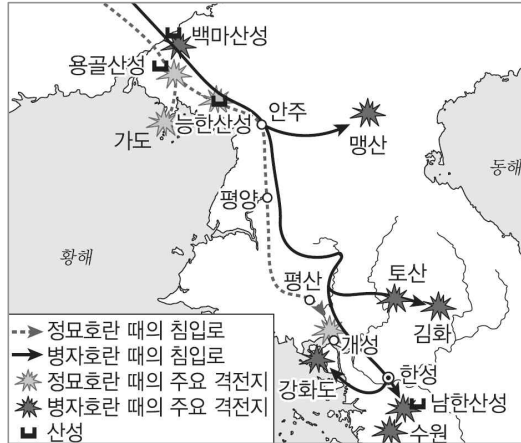 백마산성
용골산성
능한산성
안주
가도
맹산
동해
평양
황해
평산
토산
김화
개성
강화도
한성
남한산성
수원
정묘호란 때의 침입로
병자호란 때의 침입로
정묘호란 때의 주요 격전지
병자호란 때의 주요 격전지
산성